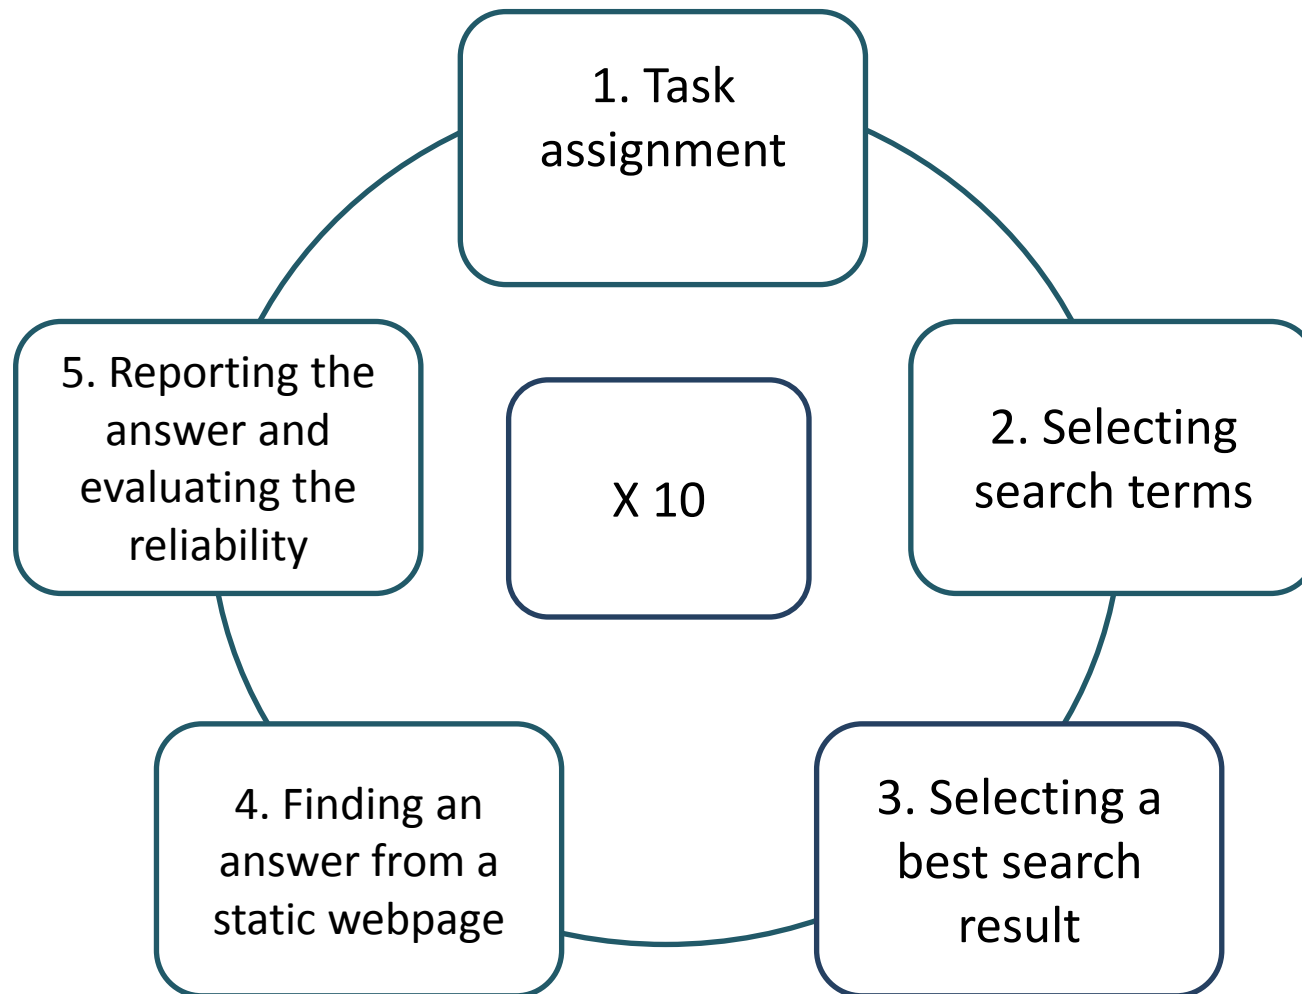 1. Task
assignment
2. Selecting
search terms
3. Selecting a
best search
result
4. Finding an
answer from a
static webpage
5. Reporting the
answer and
evaluating the
reliability
X 10